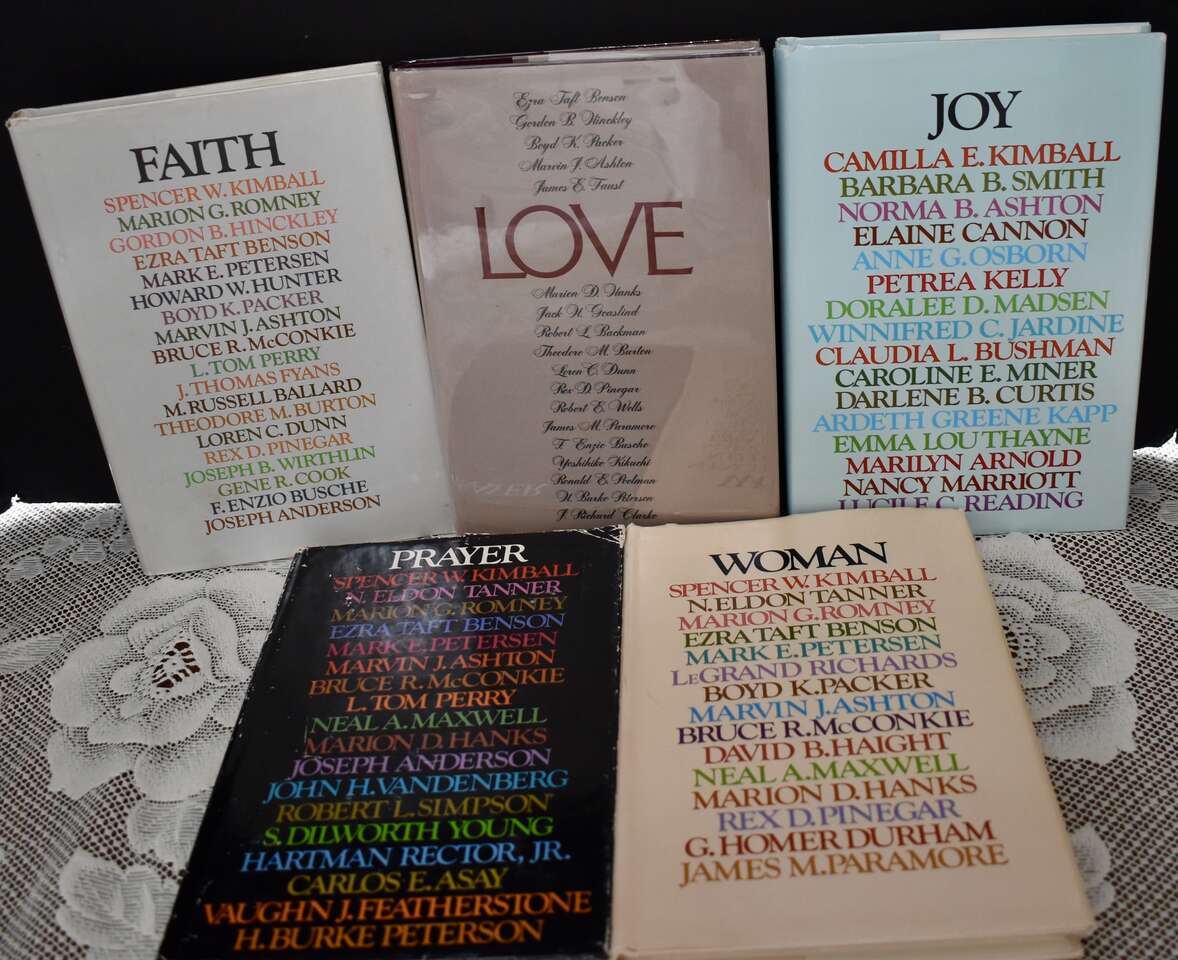 FAITH
SPENCER W. KIMBALL
MARION G. ROMNEY
GORDON B. HINCKLEY
EZRA TAFT BENSON
MARK E. PETERSEN
HOWARD W. HUNTER
BOYD K. PACKER
MARVIN J. ASHTON
BRUCE R. McCONKIE
L. TOM PERRY
J. THOMAS FYANS
M. RUSSELL BALLARD
THEODORE M. BURTON
LOREN C. DUNN
REX D. PINEGAR
JOSEPH B. WIRTHLIN
GENE R. COOK
F. ENZIO BUSCHE
JOSEPH ANDERSON
Ezra Taft Benson
Gordon B. Hinckley
Boyd K. Packer
Marvin J. Ashton
James E. Faust
LOVE
Marion D. Hanks
Jack H. Goaslind
Robert L. Backman
Theodore M. Burton
Loren C. Dunn
Rex D. Pinegar
Robert E. Wells
James M. Paramore
F. Enzio Busche
Yoshihiko Kikuchi
Ronald E. Poelman
H. Burke Peterson
J. Richard Clarke
JOY
CAMILLA E. KIMBALL
BARBARA B. SMITH
NORMA B. ASHTON
ELAINE CANNON
ANNE G. OSBORN
PETREA KELLY
DORALEE D. MADSEN
WINNIFRED C. JARDINE
CLAUDIA L. BUSHMAN
CAROLINE E. MINER
DARLENE B. CURTIS
ARDETH GREENE KAPP
EMMA LOU THAYNE
MARILYN ARNOLD
NANCY MARRIOTT
LUCILE C. READING
PRAYER
SPENCER W. KIMBALL
N. ELDON TANNER
MARION G. ROMNEY
EZRA TAFT BENSON
MARK E. PETERSEN
MARVIN J. ASHTON
BRUCE R. McCONKIE
L. TOM PERRY
NEAL A. MAXWELL
MARION D. HANKS
JOSEPH ANDERSON
JOHN H. VANDENBERG
ROBERT L. SIMPSON
S. DILWORTH YOUNG
HARTMAN RECTOR, JR.
CARLOS E. ASAY
VAUGHN J. FEATHERSTONE
H. BURKE PETERSON
WOMAN
SPENCER W. KIMBALL
N. ELDON TANNER
MARION G. ROMNEY
EZRA TAFT BENSON
MARK E. PETERSEN
LeGRAND RICHARDS
BOYD K. PACKER
MARVIN J. ASHTON
BRUCE R. McCONKIE
DAVID B. HAIGHT
NEAL A. MAXWELL
MARION D. HANKS
REX D. PINEGAR
G. HOMER DURHAM
JAMES M. PARAMORE